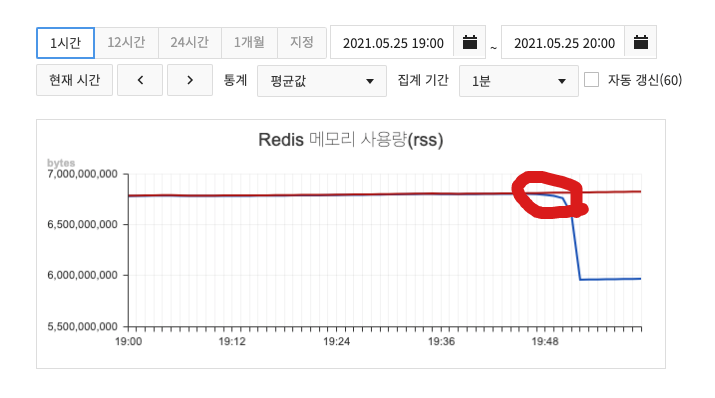 1시간 12시간 24시간 1개월 지정 2021.05.25 19:00 ~ 2021.05.25 20:00
현재 시간 < > 통계 평균값 집계 기간 1분 자동 갱신(60)
Redis 메모리 사용량(rss)
bytes
7,000,000,000
6,500,000,000
6,000,000,000
5,500,000,000
19:00 19:12 19:24 19:36 19:48